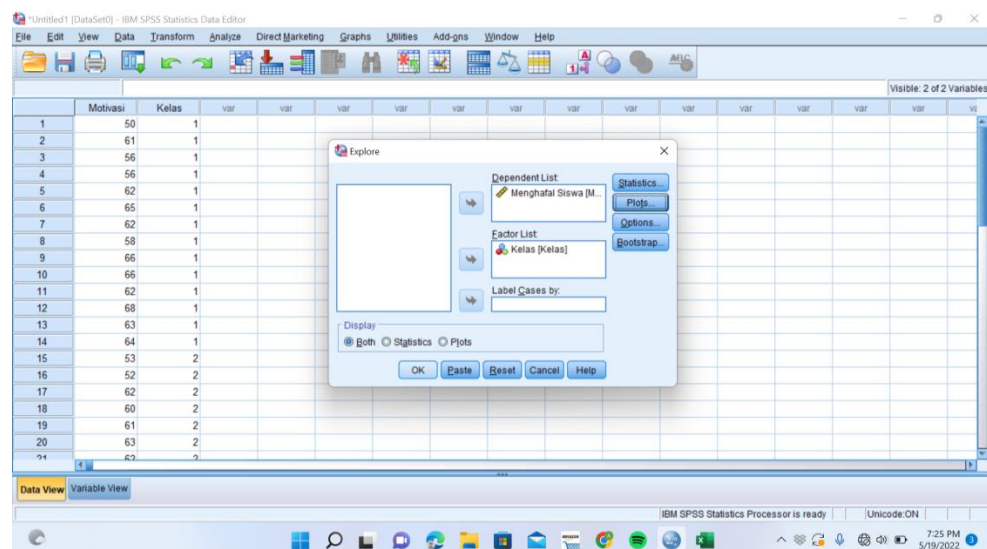 *Untitled1 [DataSet0] - IBM SPSS Statistics Data Editor
File Edit View Data Transform Analyze Direct Marketing Graphs Utilities Add-ons Window Help
Visible: 2 of 2 Variables
Motivasi Kelas var var var var var var var var var var var var var
1 50 1
2 61 1
3 56 1
4 56 1
5 62 1
6 65 1
7 62 1
8 58 1
9 66 1
10 66 1
11 62 1
12 68 1
13 63 1
14 64 1
15 53 2
16 52 2
17 62 2
18 60 2
19 61 2
20 63 2
21 62 2
Explore
Dependent List:
Menghafal Siswa [M...
Factor List:
Kelas [Kelas]
Label Cases by:
Statistics...
Plots...
Options...
Bootstrap...
Display
Both Statistics Plots
OK Paste Reset Cancel Help
Data View Variable View
IBM SPSS Statistics Processor is ready Unicode:ON
7:25 PM
5/19/2022
3